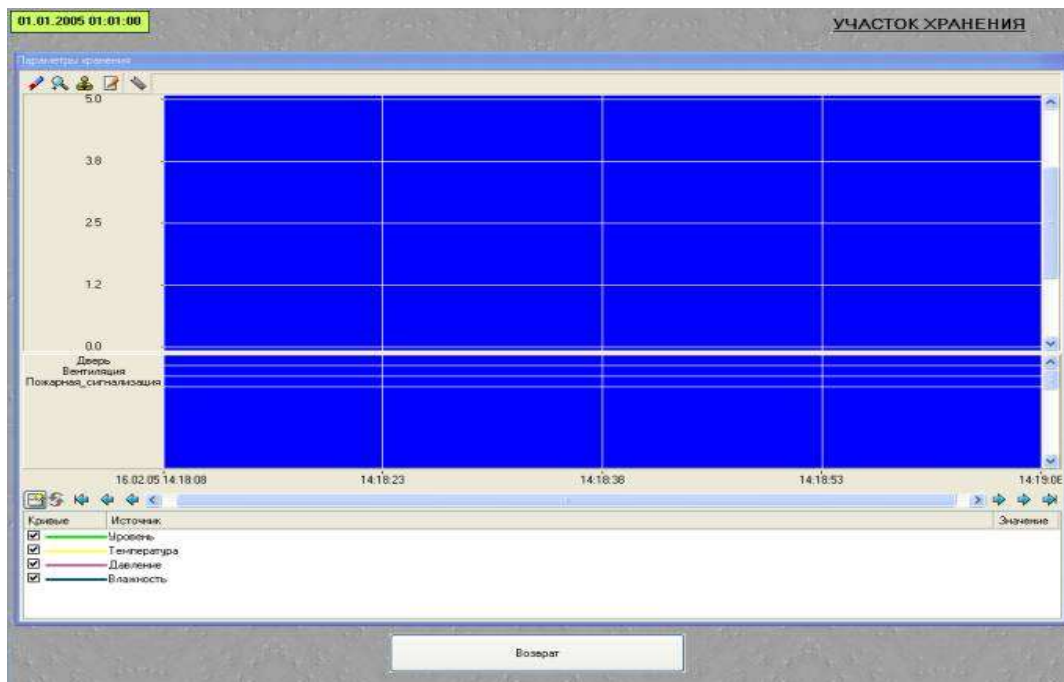 01.01.2005 01:01:00
УЧАСТОК ХРАНЕНИЯ
Параметры хранения
5.0
3.8
2.5
1.2
0.0
Дверь
Вентиляция
Пожарная_сигнализация
16.02.05 14:18:08 14:18:23 14:18:38 14:18:53 14:19:08
Кривые Источник Значение
Уровень
Температура
Давление
Влажность
Возврат